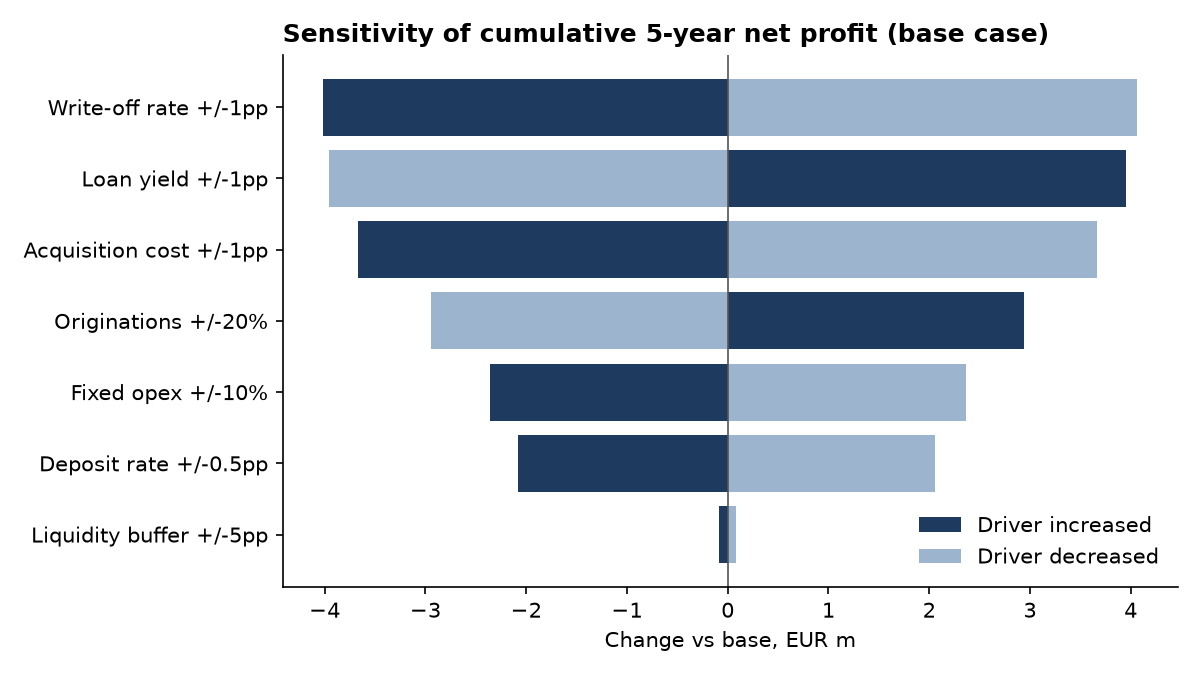 Sensitivity of cumulative 5-year net profit (base case)
Write-off rate +/-1pp
Loan yield +/-1pp
Acquisition cost +/-1pp
Originations +/-20%
Fixed opex +/-10%
Deposit rate +/-0.5pp
Liquidity buffer +/-5pp
Driver increased
Driver decreased
−4 −3 −2 −1 0 1 2 3 4
Change vs base, EUR m